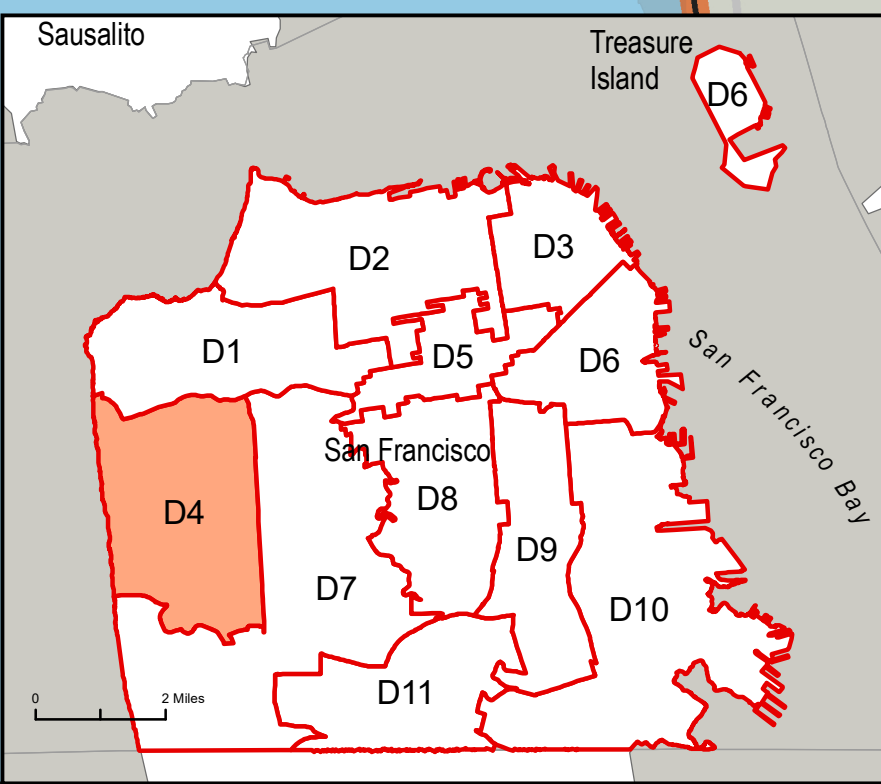 Sausalito
Treasure
Island
D6
D2
D3
D1
D5
D6
San Francisco Bay
San Francisco
D4
D8
D9
D7
D10
D11
0
2 Miles